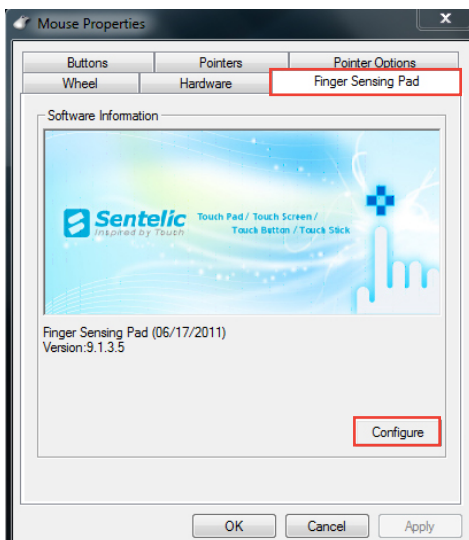 Mouse Properties
x
Buttons
Pointers
Pointer Options
Wheel
Hardware
Finger Sensing Pad
Software Information
Sentelic
Inspired by Touch
Touch Pad / Touch Screen /
Touch Button / Touch Stick
Finger Sensing Pad (06/17/2011)
Version:9.1.3.5
Configure
OK
Cancel
Apply